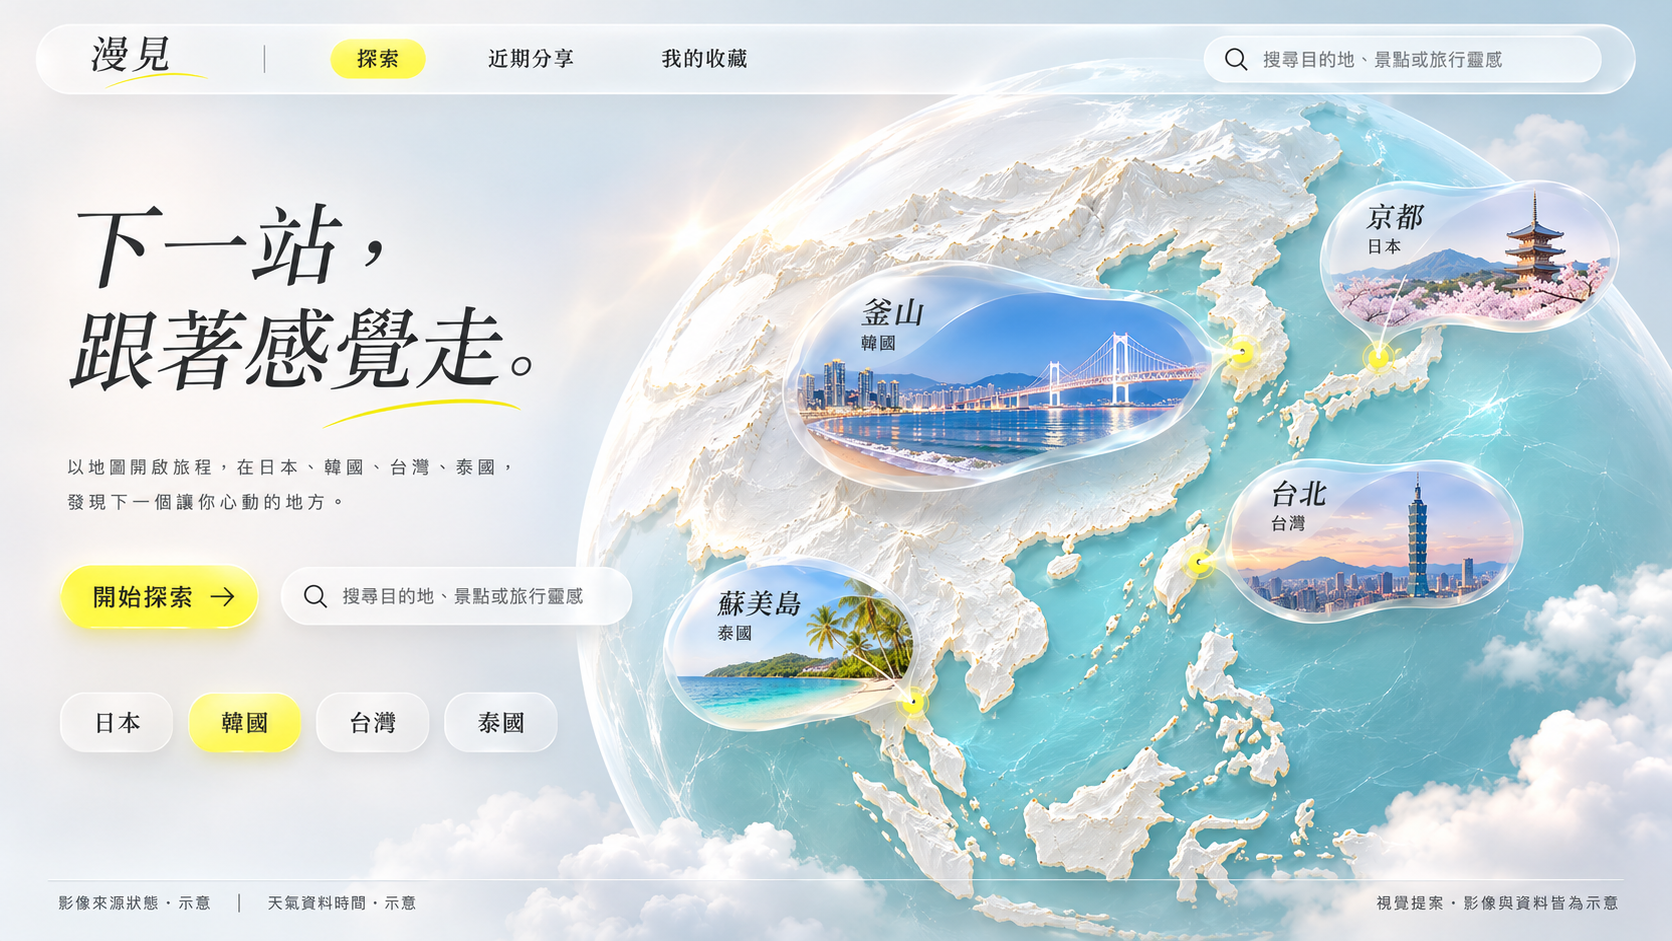 漫見
探索
近期分享
我的收藏
搜尋目的地、景點或旅行靈感
下一站，
跟著感覺走。
以地圖開啟旅程，在日本、韓國、台灣、泰國，
發現下一個讓你心動的地方。
開始探索 →
搜尋目的地、景點或旅行靈感
日本
韓國
台灣
泰國
京都
日本
釜山
韓國
台北
台灣
蘇美島
泰國
影像來源狀態・示意 | 天氣資料時間・示意
視覺提案・影像與資料皆為示意